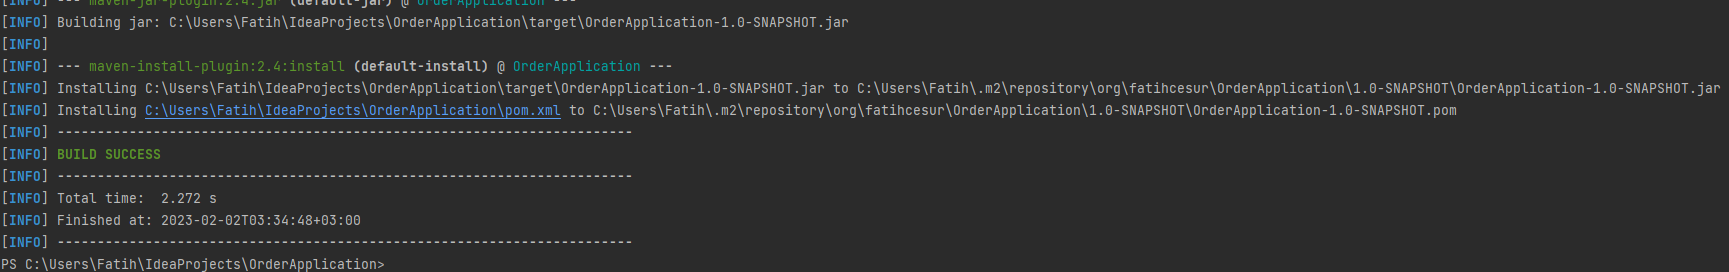 [INFO] --- maven-jar-plugin:2.4:jar (default-jar) @ OrderApplication ---
[INFO] Building jar: C:\Users\Fatih\IdeaProjects\OrderApplication\target\OrderApplication-1.0-SNAPSHOT.jar
[INFO]
[INFO] --- maven-install-plugin:2.4:install (default-install) @ OrderApplication ---
[INFO] Installing C:\Users\Fatih\IdeaProjects\OrderApplication\target\OrderApplication-1.0-SNAPSHOT.jar to C:\Users\Fatih\.m2\repository\org\fatihcesur\OrderApplication\1.0-SNAPSHOT\OrderApplication-1.0-SNAPSHOT.jar
[INFO] Installing C:\Users\Fatih\IdeaProjects\OrderApplication\pom.xml to C:\Users\Fatih\.m2\repository\org\fatihcesur\OrderApplication\1.0-SNAPSHOT\OrderApplication-1.0-SNAPSHOT.pom
[INFO] ------------------------------------------------------------------------
[INFO] BUILD SUCCESS
[INFO] ------------------------------------------------------------------------
[INFO] Total time:  2.272 s
[INFO] Finished at: 2023-02-02T03:34:48+03:00
[INFO] ------------------------------------------------------------------------
PS C:\Users\Fatih\IdeaProjects\OrderApplication>